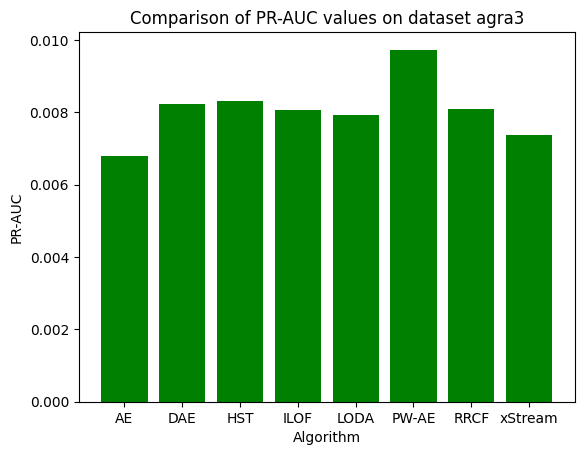 Comparison of PR-AUC values on dataset agra3
PR-AUC
0.010
0.008
0.006
0.004
0.002
0.000
AE DAE HST ILOF LODA PW-AE RRCF xStream
Algorithm